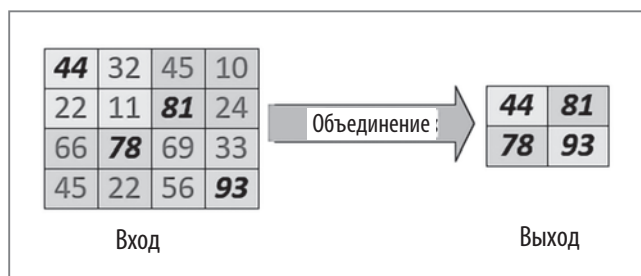 44 32 45 10
22 11 81 24
66 78 69 33
45 22 56 93
Объединение :
44 81
78 93
Вход
Выход